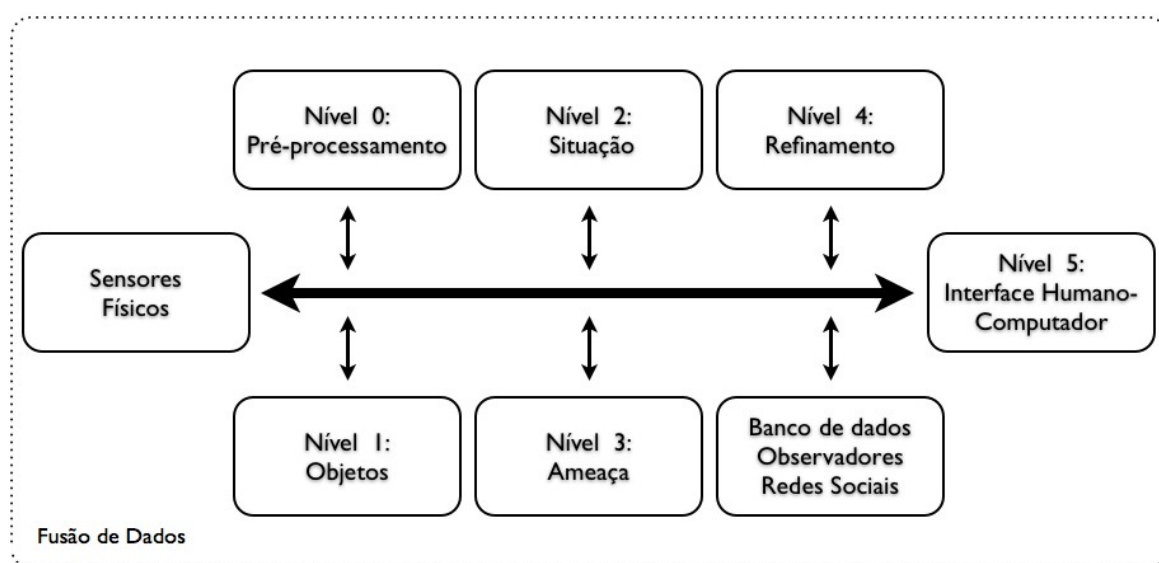 Nível 0:
Pré-processamento
Nível 2:
Situação
Nível 4:
Refinamento
Sensores
Físicos
Nível 5:
Interface Humano-
Computador
Nível 1:
Objetos
Nível 3:
Ameaça
Banco de dados
Observadores
Redes Sociais
Fusão de Dados